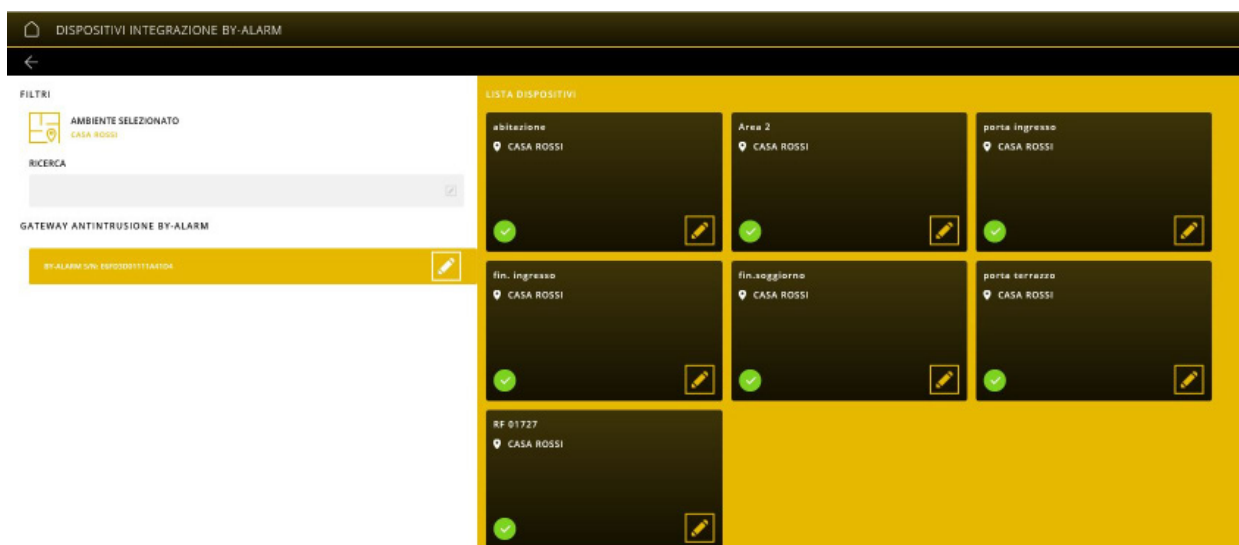 DISPOSITIVI INTEGRAZIONE BY-ALARM
FILTRI
AMBIENTE SELEZIONATO
CASA ROSSI
RICERCA
GATEWAY ANTINTRUSIONE BY-ALARM
BY-ALARM S/N:
LISTA DISPOSITIVI
abitazione
CASA ROSSI
Area 2
CASA ROSSI
porta ingresso
CASA ROSSI
fin. ingresso
CASA ROSSI
fin.soggiorno
CASA ROSSI
porta terrazzo
CASA ROSSI
RF 01727
CASA ROSSI